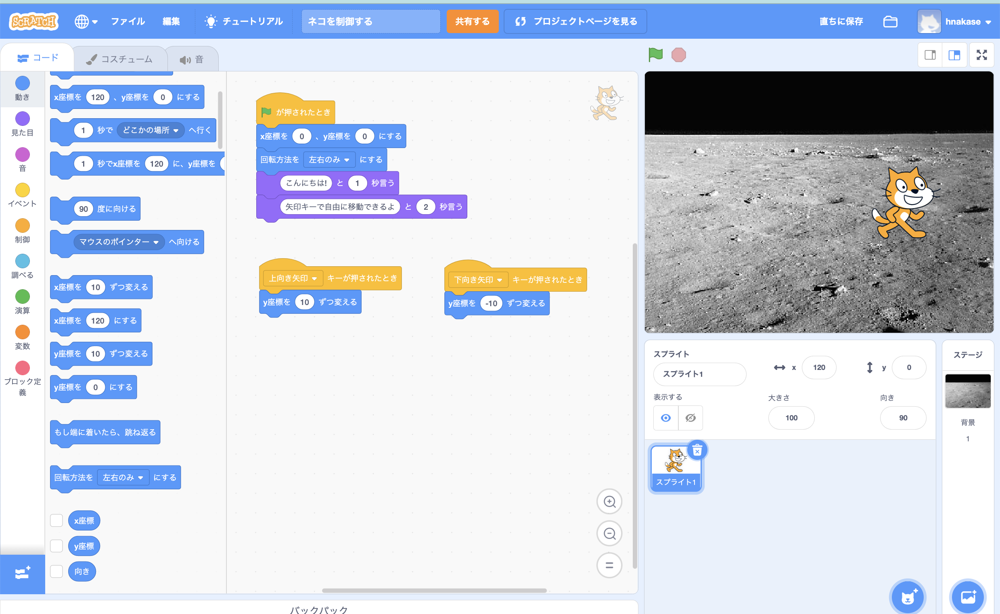 SCRATCH ファイル 編集 チュートリアル ネコを制御する 共有する プロジェクトページを見る 直ちに保存 hnakase
コード コスチューム 音
動き
見た目
音
イベント
制御
調べる
演算
変数
ブロック定
義
x座標を 120 、y座標を 0 にする
1 秒で どこかの場所 へ行く
1 秒でx座標を 120 に、y座標を
90 度に向ける
マウスのポインター へ向ける
x座標を 10 ずつ変える
x座標を 120 にする
y座標を 10 ずつ変える
y座標を 0 にする
もし端に着いたら、跳ね返る
回転方法を 左右のみ にする
x座標
y座標
向き
が押されたとき
x座標を 0 、y座標を 0 にする
回転方法を 左右のみ にする
こんにちは! と 1 秒言う
矢印キーで自由に移動できるよ と 2 秒言う
上向き矢印 キーが押されたとき
y座標を 10 ずつ変える
下向き矢印 キーが押されたとき
y座標を -10 ずつ変える
バックパック
スプライト
スプライト1 x 120 y 0
表示する 大きさ 向き
100 90
スプライト1
ステージ
背景
1